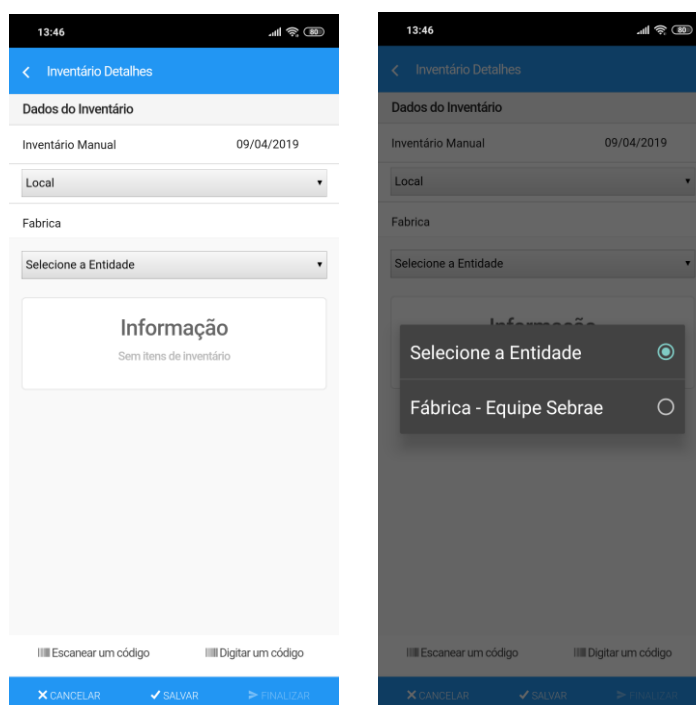 13:46
80
Inventário Detalhes
Dados do Inventário
Inventário Manual 09/04/2019
Local
Fabrica
Selecione a Entidade
Informação
Sem itens de inventário
Escanear um código Digitar um código
CANCELAR SALVAR FINALIZAR
13:46
80
Inventário Detalhes
Dados do Inventário
Inventário Manual 09/04/2019
Local
Fabrica
Selecione a Entidade
Informação
Selecione a Entidade
Fábrica - Equipe Sebrae
Escanear um código Digitar um código
CANCELAR SALVAR FINALIZAR